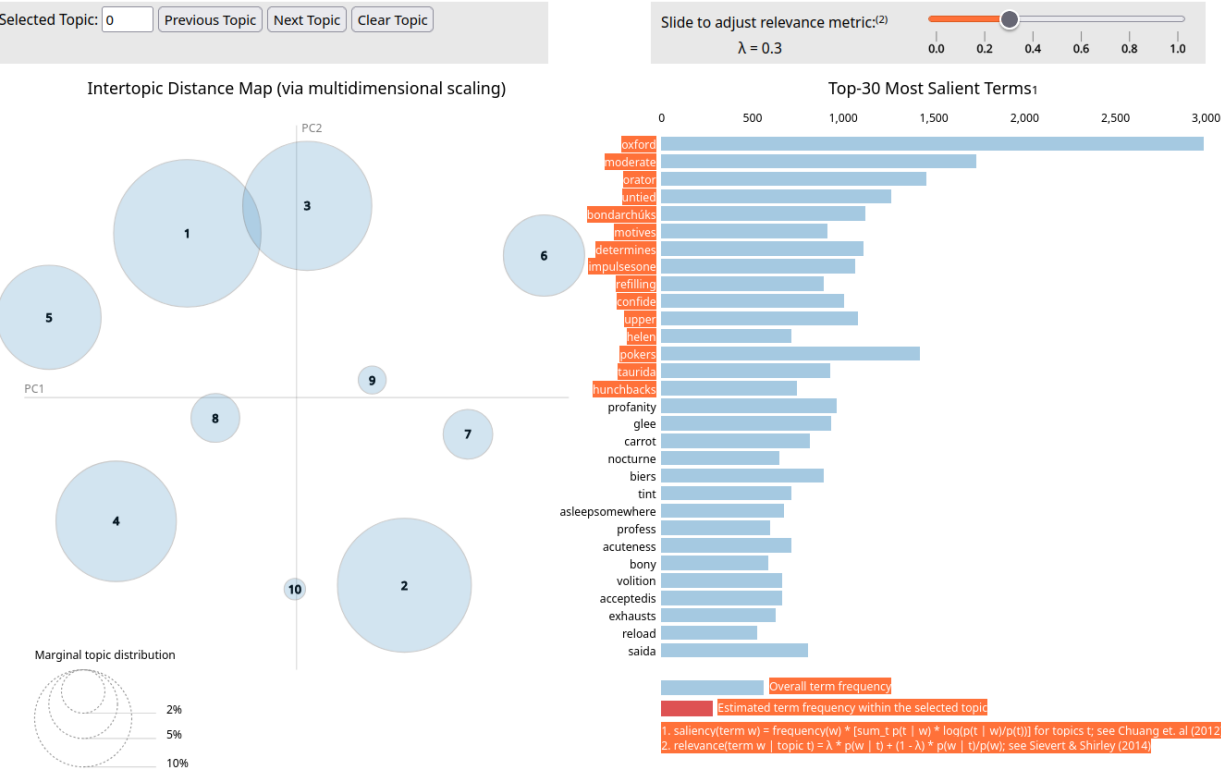 Selected Topic: 0 Previous Topic Next Topic Clear Topic
Slide to adjust relevance metric:(2)
λ = 0.3
0.0 0.2 0.4 0.6 0.8 1.0
Intertopic Distance Map (via multidimensional scaling)
PC2
PC1
1
3
6
5
9
8
7
4
10
2
Marginal topic distribution
2%
5%
10%
Top-30 Most Salient Terms1
0 500 1,000 1,500 2,000 2,500 3,000
oxford
moderate
orator
untied
bondarchúks
motives
determines
impulsesone
refilling
confide
upper
helen
pokers
taurida
hunchbacks
profanity
glee
carrot
nocturne
biers
tint
asleepsomewhere
profess
acuteness
bony
volition
acceptedis
exhausts
reload
saida
Overall term frequency
Estimated term frequency within the selected topic
1. saliency(term w) = frequency(w) * [sum_t p(t | w) * log(p(t | w)/p(t))] for topics t; see Chuang et. al (2012
2. relevance(term w | topic t) = λ * p(w | t) + (1 - λ) * p(w | t)/p(w); see Sievert & Shirley (2014)